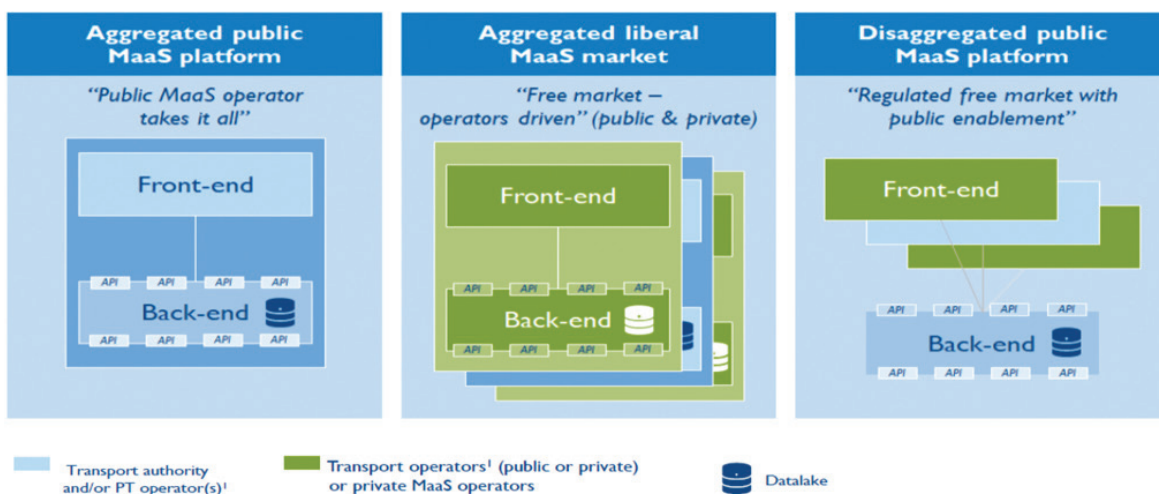 Aggregated public
MaaS platform
"Public MaaS operator
takes it all"
Front-end
API API API API
Back-end
API API API API
Aggregated liberal
MaaS market
"Free market –
operators driven" (public & private)
Front-end
API API API API
Back-end
API API API API
Disaggregated public
MaaS platform
"Regulated free market with
public enablement"
Front-end
API API API API
Back-end
API API API API
Transport authority
and/or PT operator(s)¹
Transport operators¹ (public or private)
or private MaaS operators
Datalake